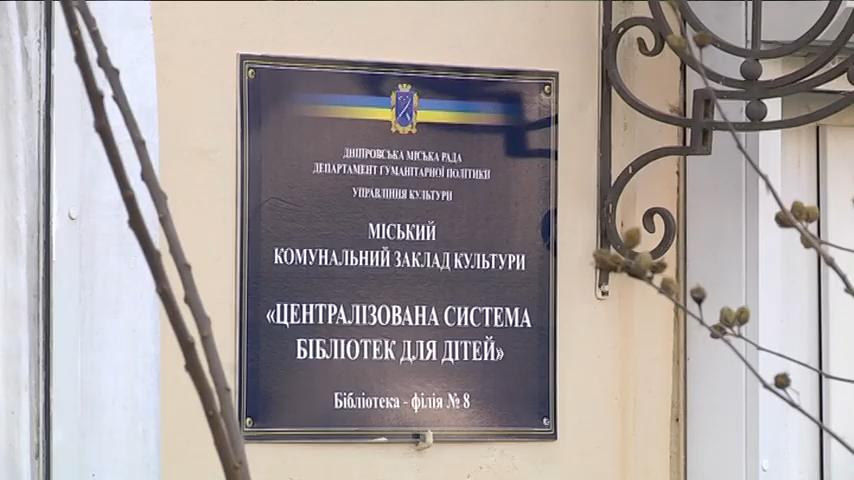 ДНІПРОВСЬКА МІСЬКА РАДА
ДЕПАРТАМЕНТ ГУМАНІТАРНОЇ ПОЛІТИКИ
УПРАВЛІННЯ КУЛЬТУРИ
МІСЬКИЙ
КОМУНАЛЬНИЙ ЗАКЛАД КУЛЬТУРИ
«ЦЕНТРАЛІЗОВАНА СИСТЕМА
БІБЛІОТЕК ДЛЯ ДІТЕЙ»
Бібліотека - філія № 8